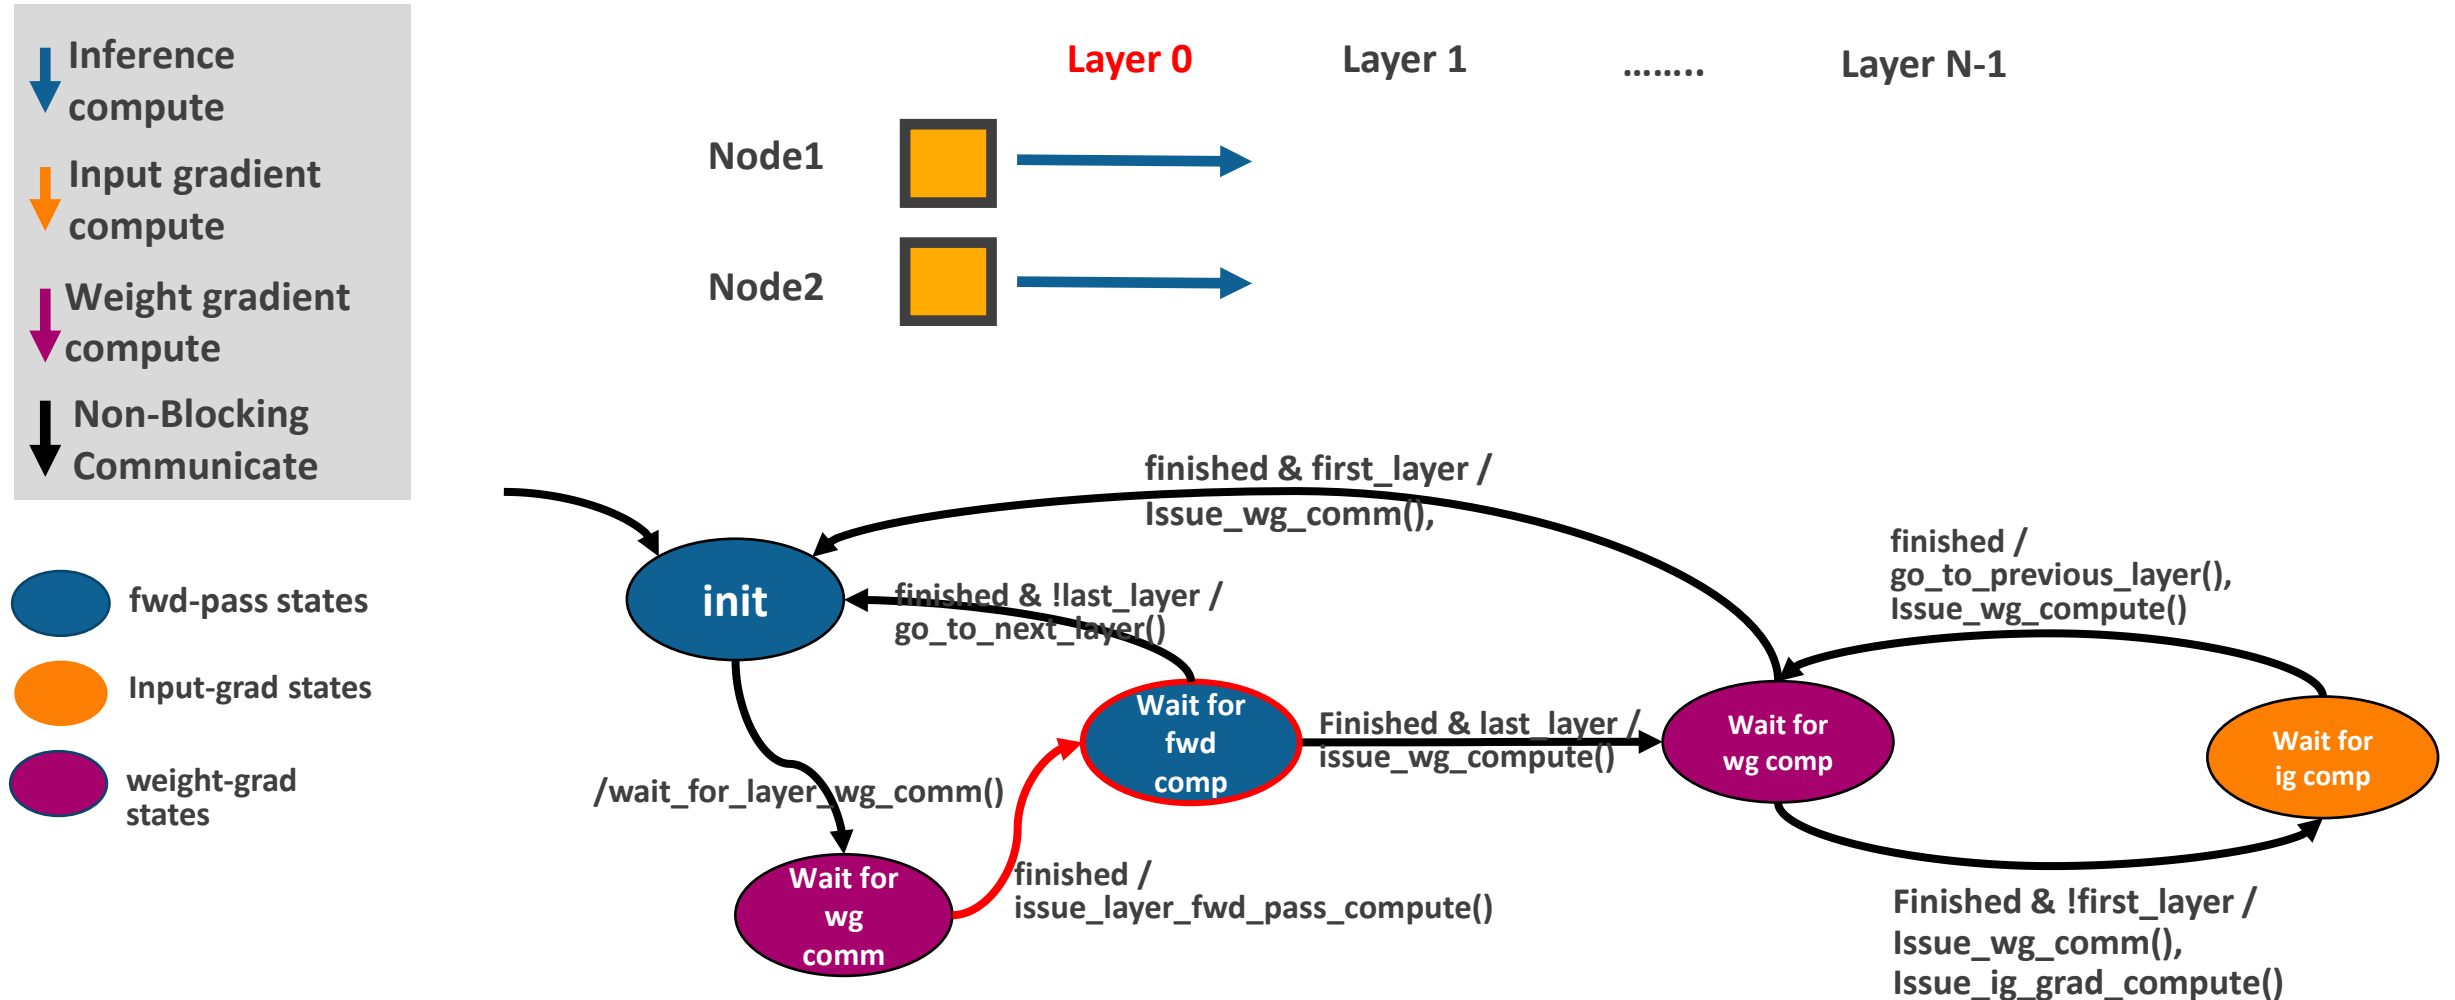 Inference
compute
Input gradient
compute
Weight gradient
compute
Non-Blocking
Communicate
fwd-pass states
Input-grad states
weight-grad
states
Layer 0
Layer 1
........
Layer N-1
Node1
Node2
finished & first_layer /
Issue_wg_comm(),
init
finished & !last_layer /
go_to_next_layer()
/wait_for_layer_wg_comm()
Wait for
wg
comm
finished /
issue_layer_fwd_pass_compute()
Wait for
fwd
comp
Finished & last_layer /
issue_wg_compute()
Wait for
wg comp
finished /
go_to_previous_layer(),
Issue_wg_compute()
Wait for
ig comp
Finished & !first_layer /
Issue_wg_comm(),
Issue_ig_grad_compute()